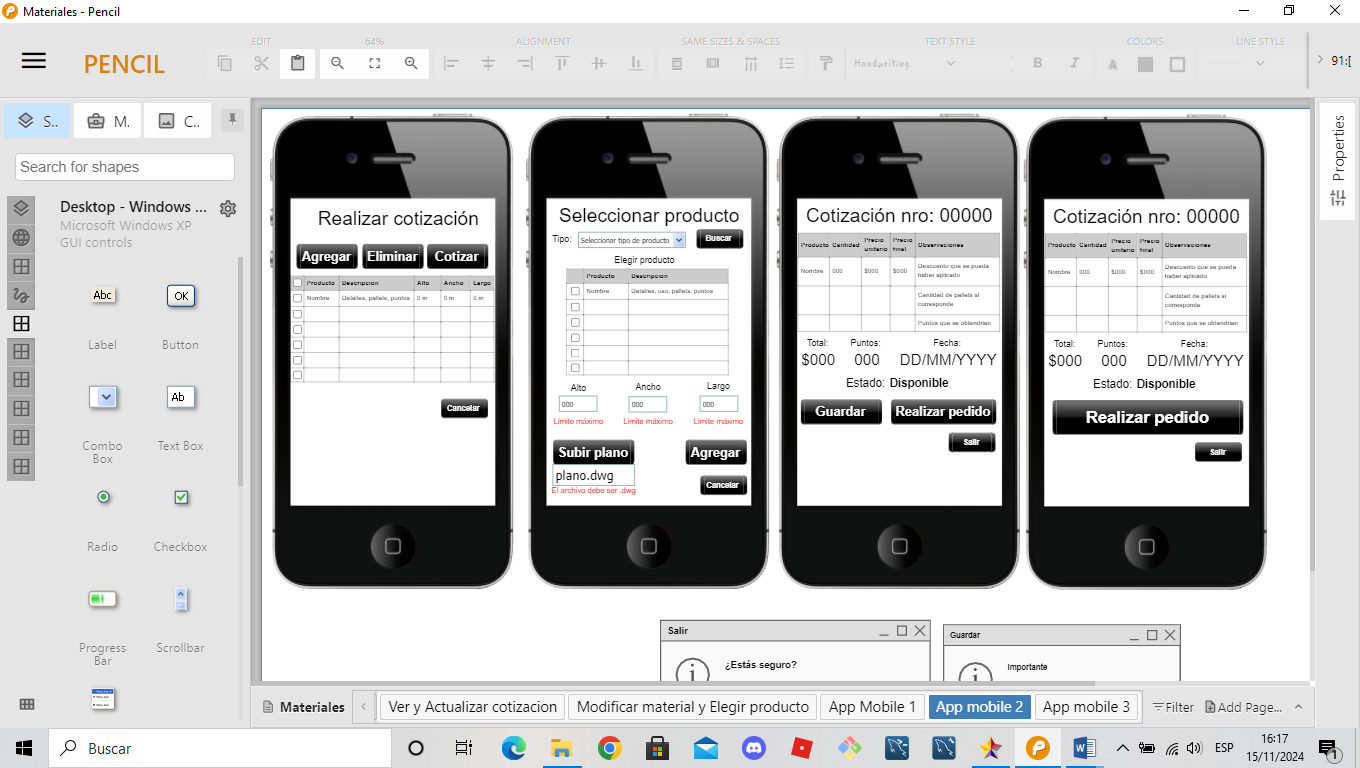 Materiales - Pencil
PENCIL
EDIT
64%
ALIGNMENT
SAME SIZES & SPACES
TEXT STYLE
COLORS
LINE STYLE
Handwriting
B
I
A
91:[
S..
M.
C..
Search for shapes
Desktop - Windows ...
Microsoft Windows XP
GUI controls
Abc
OK
Label
Button
Ab
Combo Box
Text Box
Radio
Checkbox
Progress Bar
Scrollbar
Properties
Realizar cotización
Agregar
Eliminar
Cotizar
Producto Descripcion Alto Ancho Largo
Nombre Detalles, pallets, puntos 0 m 0 m 0 m
Cancelar
Seleccionar producto
Tipo:
Seleccionar tipo de producto
Buscar
Elegir producto
Producto Descripcion
Nombre Detalles, uso, pallets, puntos
Alto
Ancho
Largo
000
000
000
Limite máximo
Limite máximo
Limite máximo
Subir plano
Agregar
plano.dwg
El archivo debe ser .dwg
Cancelar
Cotización nro: 00000
Producto Cantidad Precio unitario Precio final Observaciones
Nombre 000 $000 $000 Descuento que se pueda haber aplicado
Cantidad de pallets si corresponde
Puntos que se obtendrian
Total:
Puntos:
Fecha:
$000
000
DD/MM/YYYY
Estado: Disponible
Guardar
Realizar pedido
Salir
Cotización nro: 00000
Producto Cantidad Precio unitario Precio final Observaciones
Nombre 000 $000 $000 Descuento que se pueda haber aplicado
Cantidad de pallets si corresponde
Puntos que se obtendrian
Total:
Puntos:
Fecha:
$000
000
DD/MM/YYYY
Estado: Disponible
Realizar pedido
Salir
Salir
¿Estás seguro?
Guardar
Importante
Materiales
Ver y Actualizar cotizacion
Modificar material y Elegir producto
App Mobile 1
App mobile 2
App mobile 3
Filter
Add Page...
Buscar
ESP
16:17
15/11/2024
1